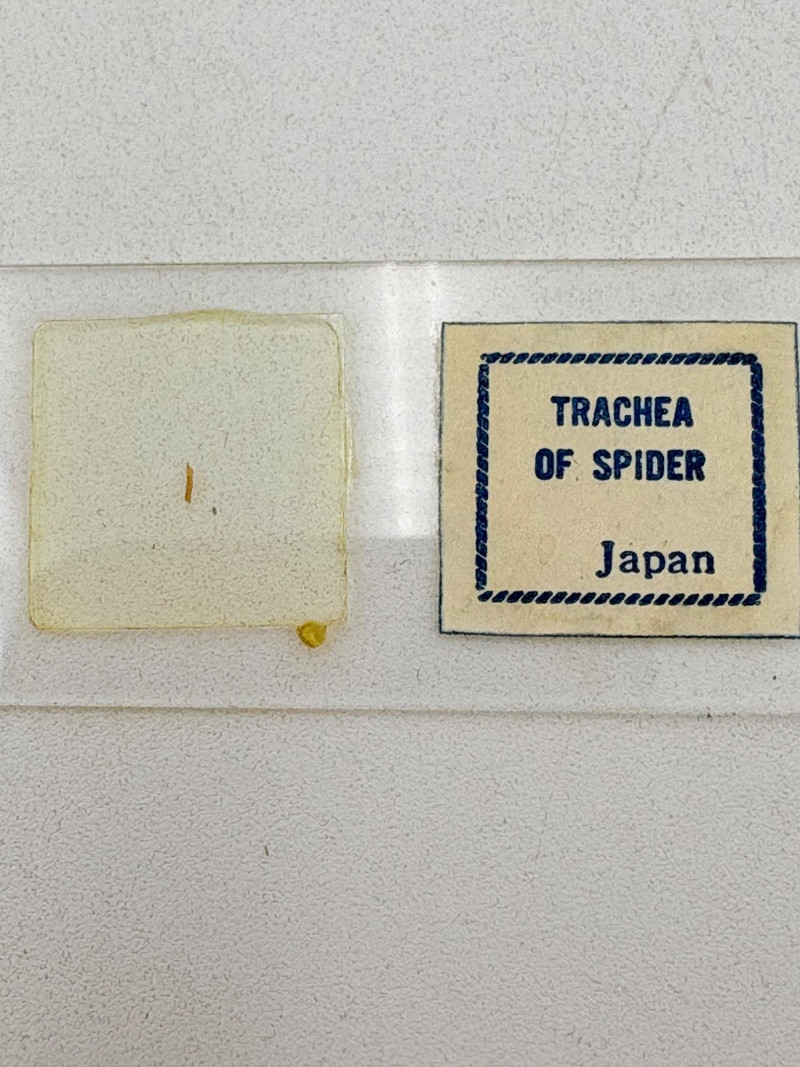 TRACHEA
OF SPIDER
Japan